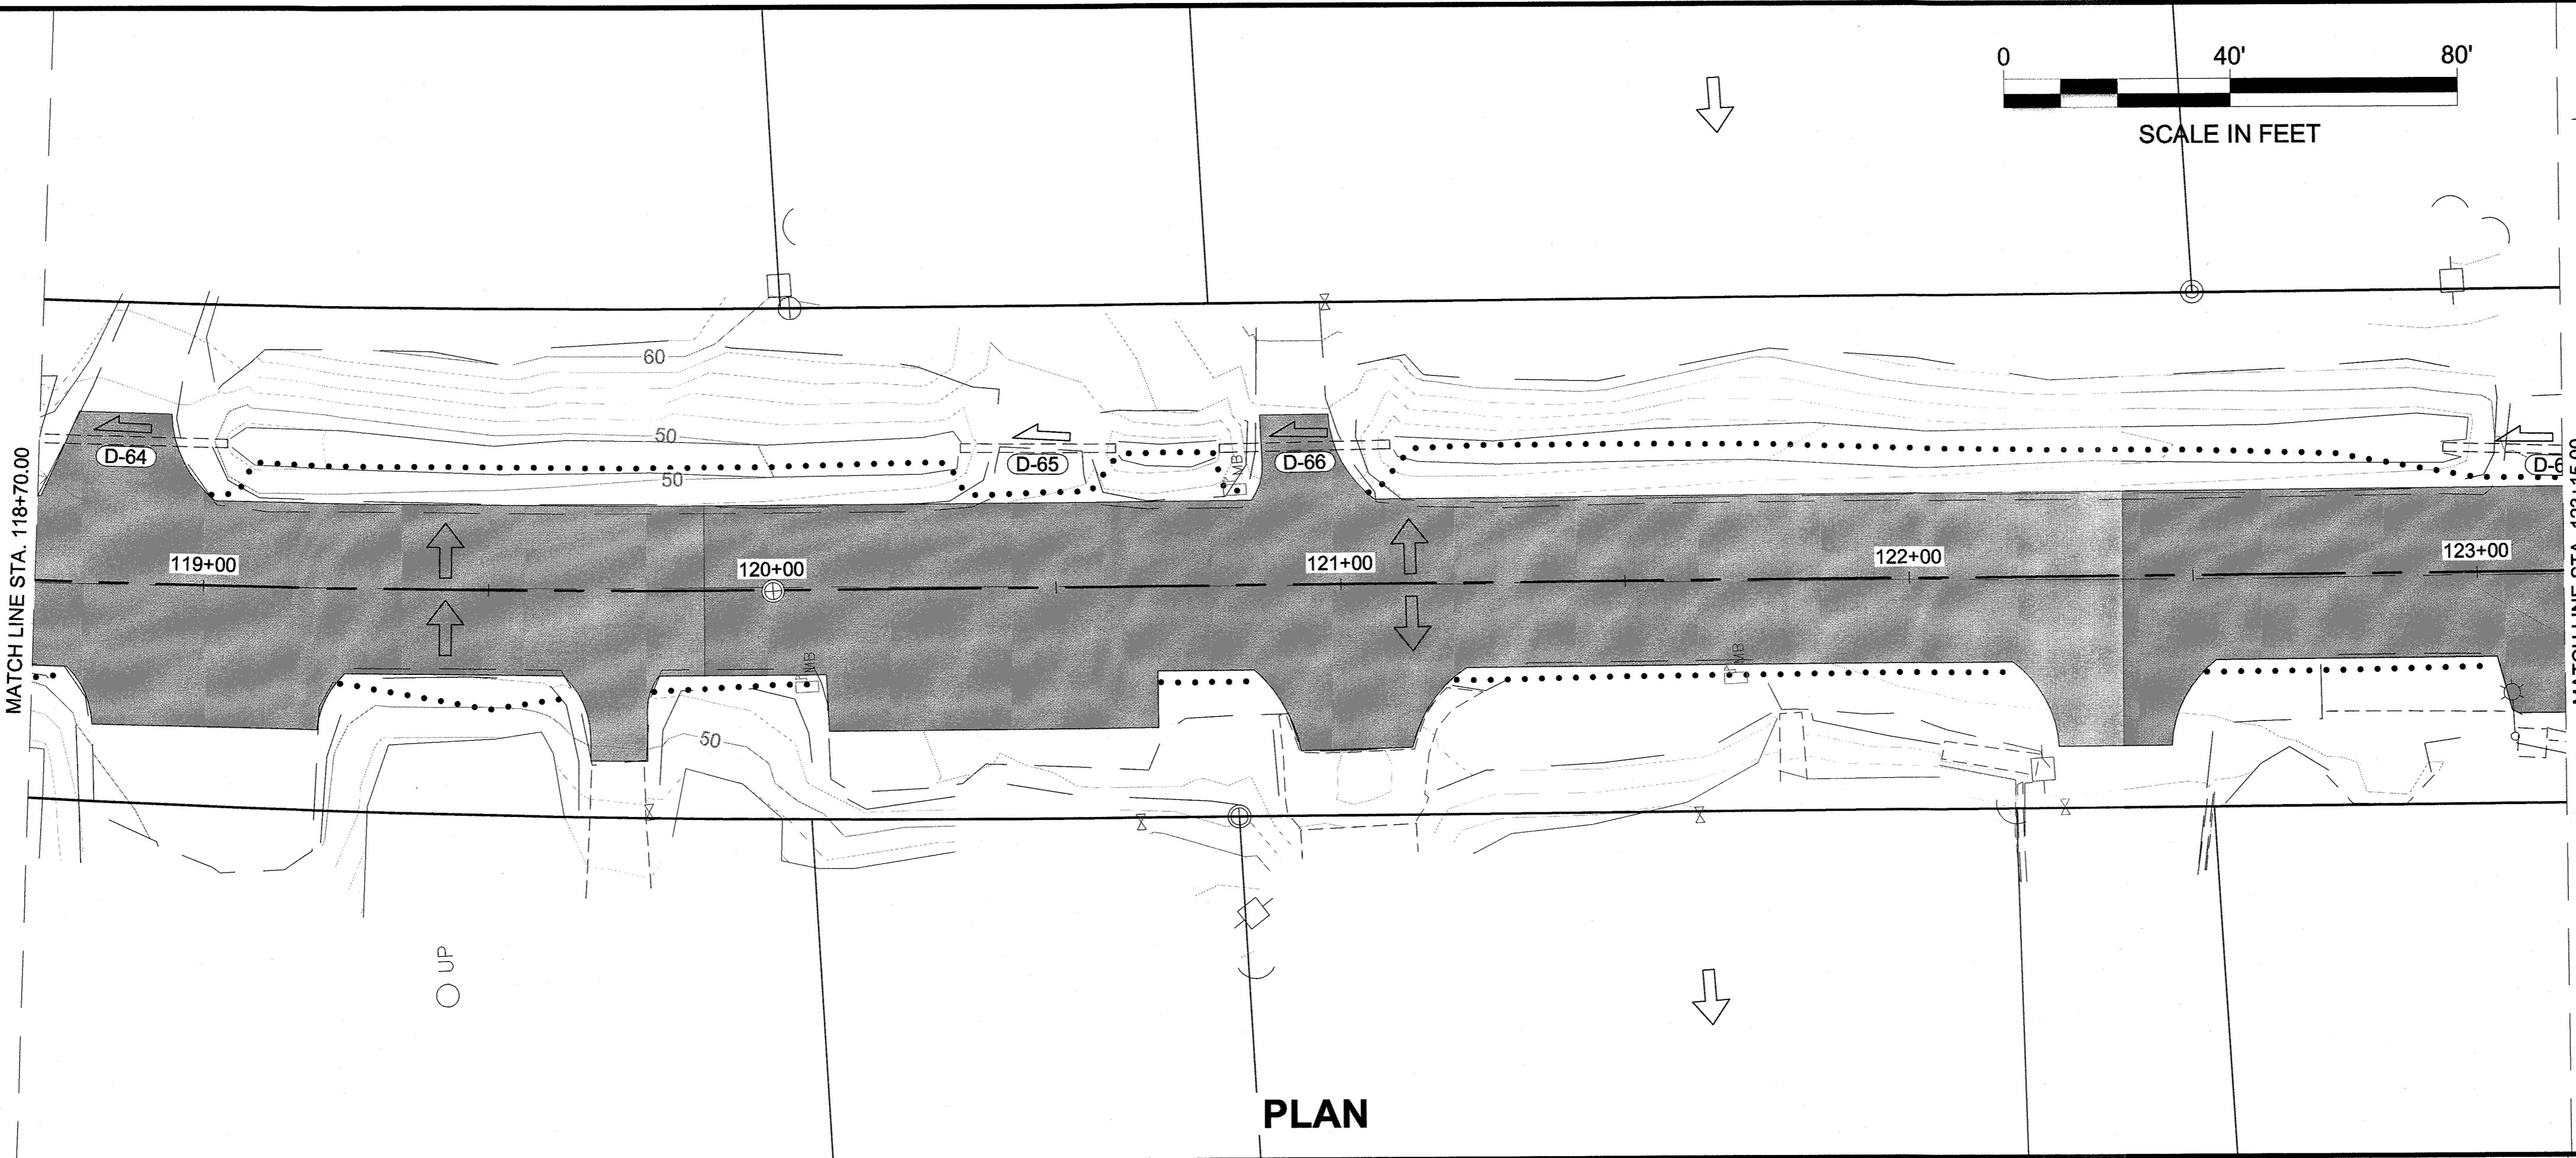 0 40' 80'
SCALE IN FEET
60
50
50
D-64
D-65
MB
D-66
MATCH LINE STA. 118+70.00
119+00
120+00
121+00
122+00
123+00
MB
MB
50
UP
PLAN